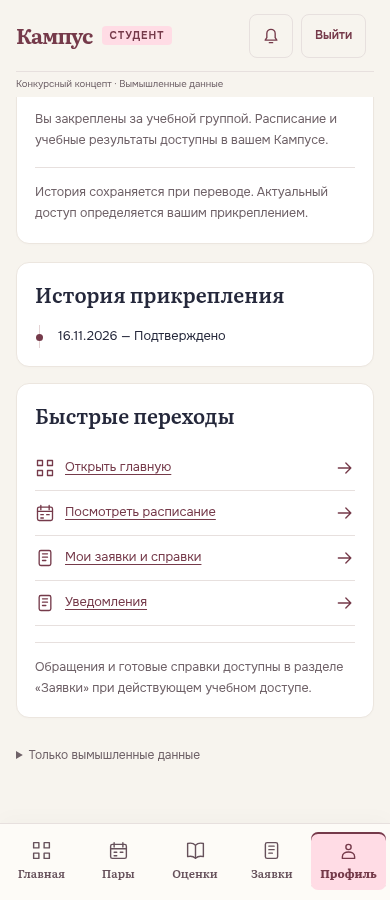 Кампус
СТУДЕНТ
Выйти
Конкурсный концепт · Вымышленные данные
Вы закреплены за учебной группой. Расписание и
учебные результаты доступны в вашем Кампусе.
История сохраняется при переводе. Актуальный
доступ определяется вашим прикреплением.
История прикрепления
16.11.2026 — Подтверждено
Быстрые переходы
Открыть главную
Посмотреть расписание
Мои заявки и справки
Уведомления
Обращения и готовые справки доступны в разделе
«Заявки» при действующем учебном доступе.
Только вымышленные данные
Главная
Пары
Оценки
Заявки
Профиль